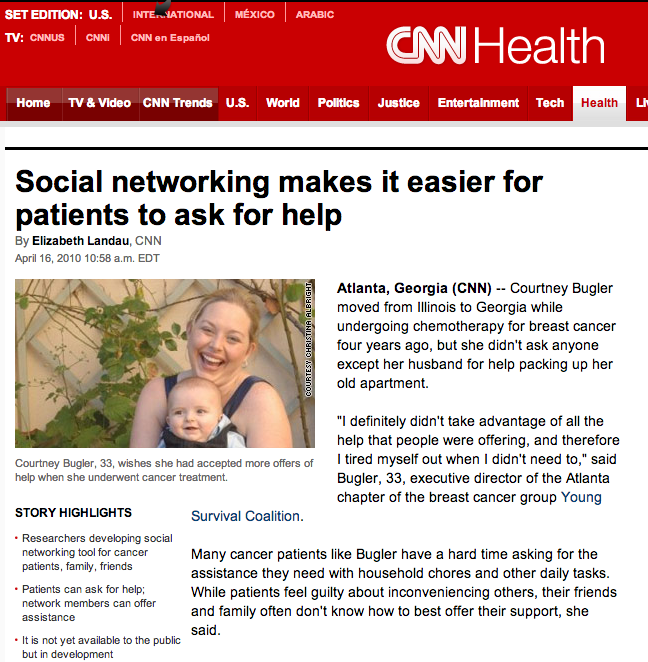 SET EDITION: U.S. INTERNATIONAL MÉXICO ARABIC
TV: CNNUS CNNi CNN en Español
CNN Health
Home TV & Video CNN Trends U.S. World Politics Justice Entertainment Tech Health
Social networking makes it easier for
patients to ask for help
By Elizabeth Landau, CNN
April 16, 2010 10:58 a.m. EDT
COURTESY CHRISTINA ALBRIGHT
Courtney Bugler, 33, wishes she had accepted more offers of
help when she underwent cancer treatment.
Atlanta, Georgia (CNN) -- Courtney Bugler
moved from Illinois to Georgia while
undergoing chemotherapy for breast cancer
four years ago, but she didn't ask anyone
except her husband for help packing up her
old apartment.
"I definitely didn't take advantage of all the
help that people were offering, and therefore
I tired myself out when I didn't need to," said
Bugler, 33, executive director of the Atlanta
chapter of the breast cancer group Young
Survival Coalition.
Many cancer patients like Bugler have a hard time asking for the
assistance they need with household chores and other daily tasks.
While patients feel guilty about inconveniencing others, their friends
and family often don't know how to best offer their support, she
said.
STORY HIGHLIGHTS
• Researchers developing social
networking tool for cancer
patients, family, friends
• Patients can ask for help;
network members can offer
assistance
• It is not yet available to the public
but in development